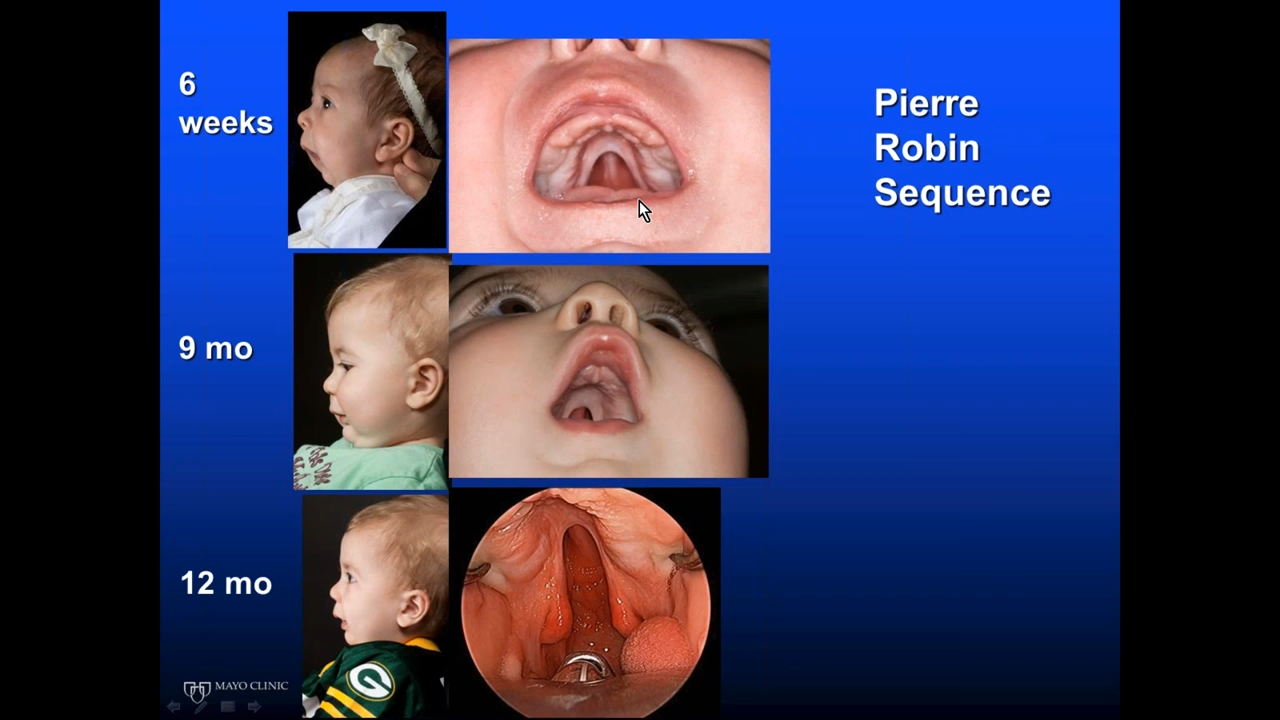 6
weeks
Pierre
Robin
Sequence
9 mo
12 mo
G
MAYO CLINIC